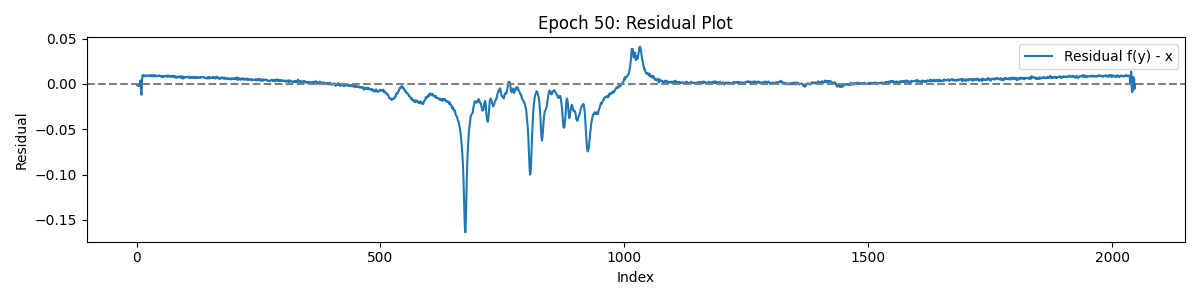 Epoch 50: Residual Plot
Residual f(y) - x
0.05
0.00
−0.05
−0.10
−0.15
Residual
0
500
1000
1500
2000
Index